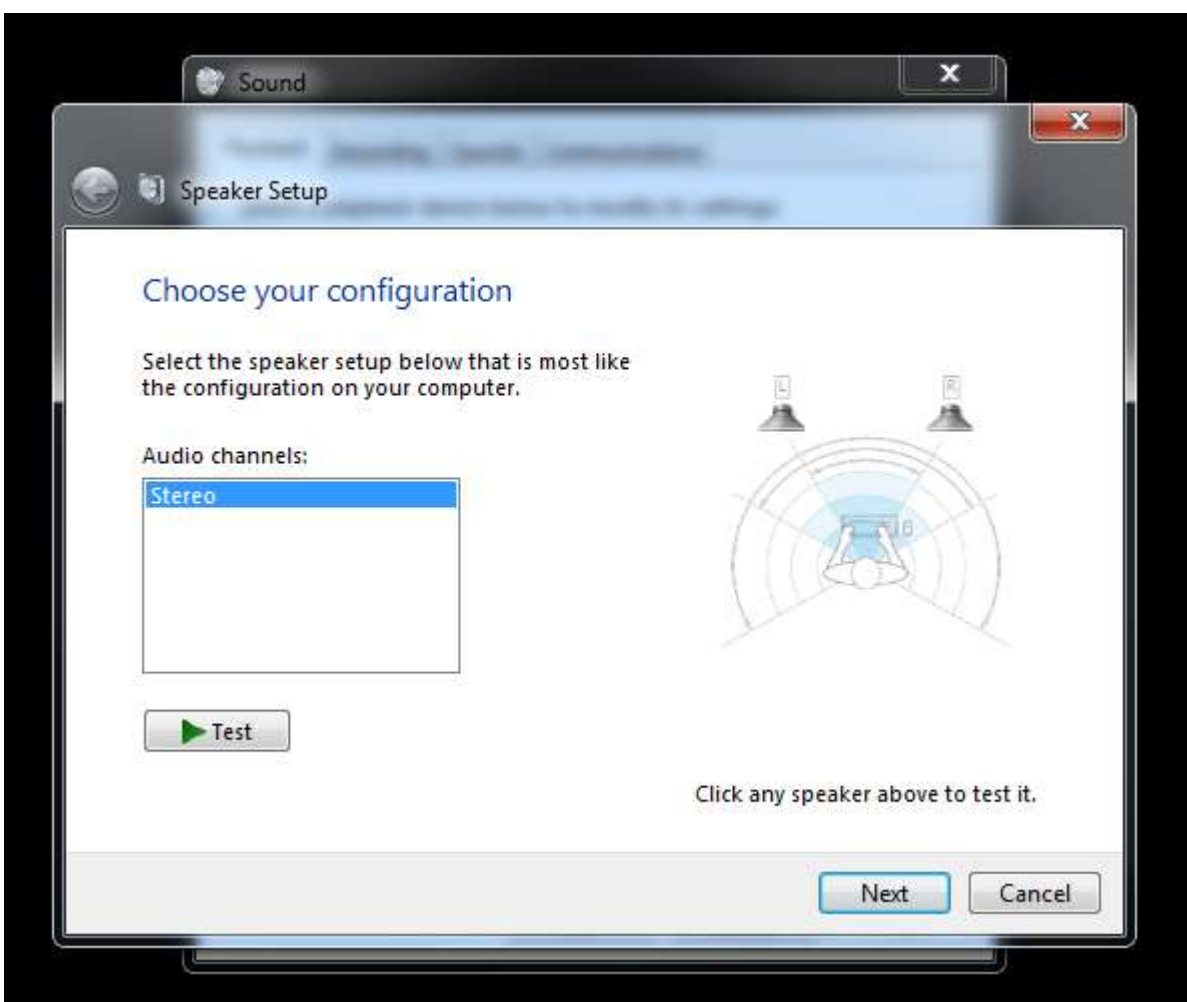 Sound
Speaker Setup
Choose your configuration
Select the speaker setup below that is most like
the configuration on your computer.
L
R
Audio channels:
Stereo
Test
Click any speaker above to test it.
Next
Cancel